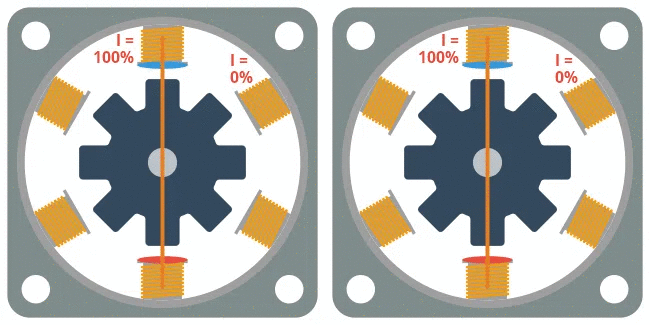 I =
100%
I =
0%
I =
100%
I =
0%